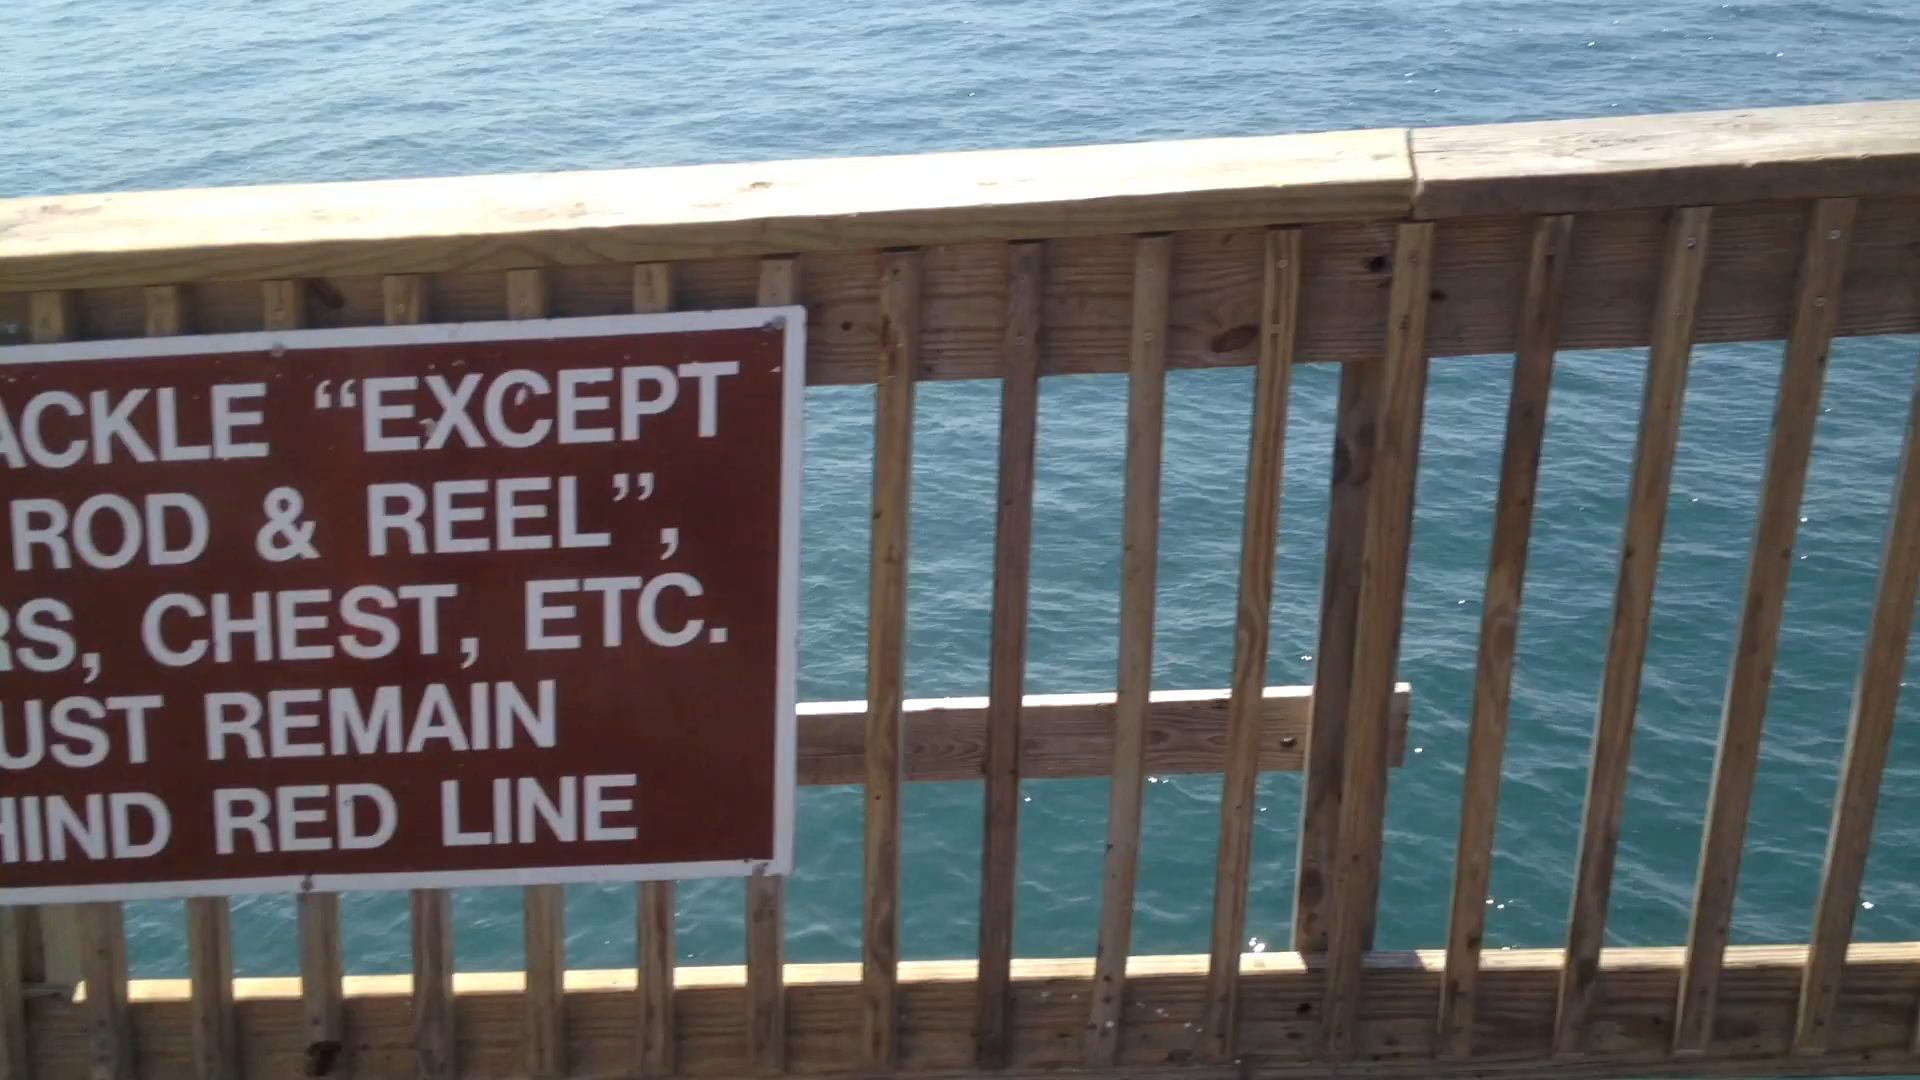 ACKLE “EXCEPT
ROD & REEL”,
RS, CHEST, ETC.
UST REMAIN
HIND RED LINE